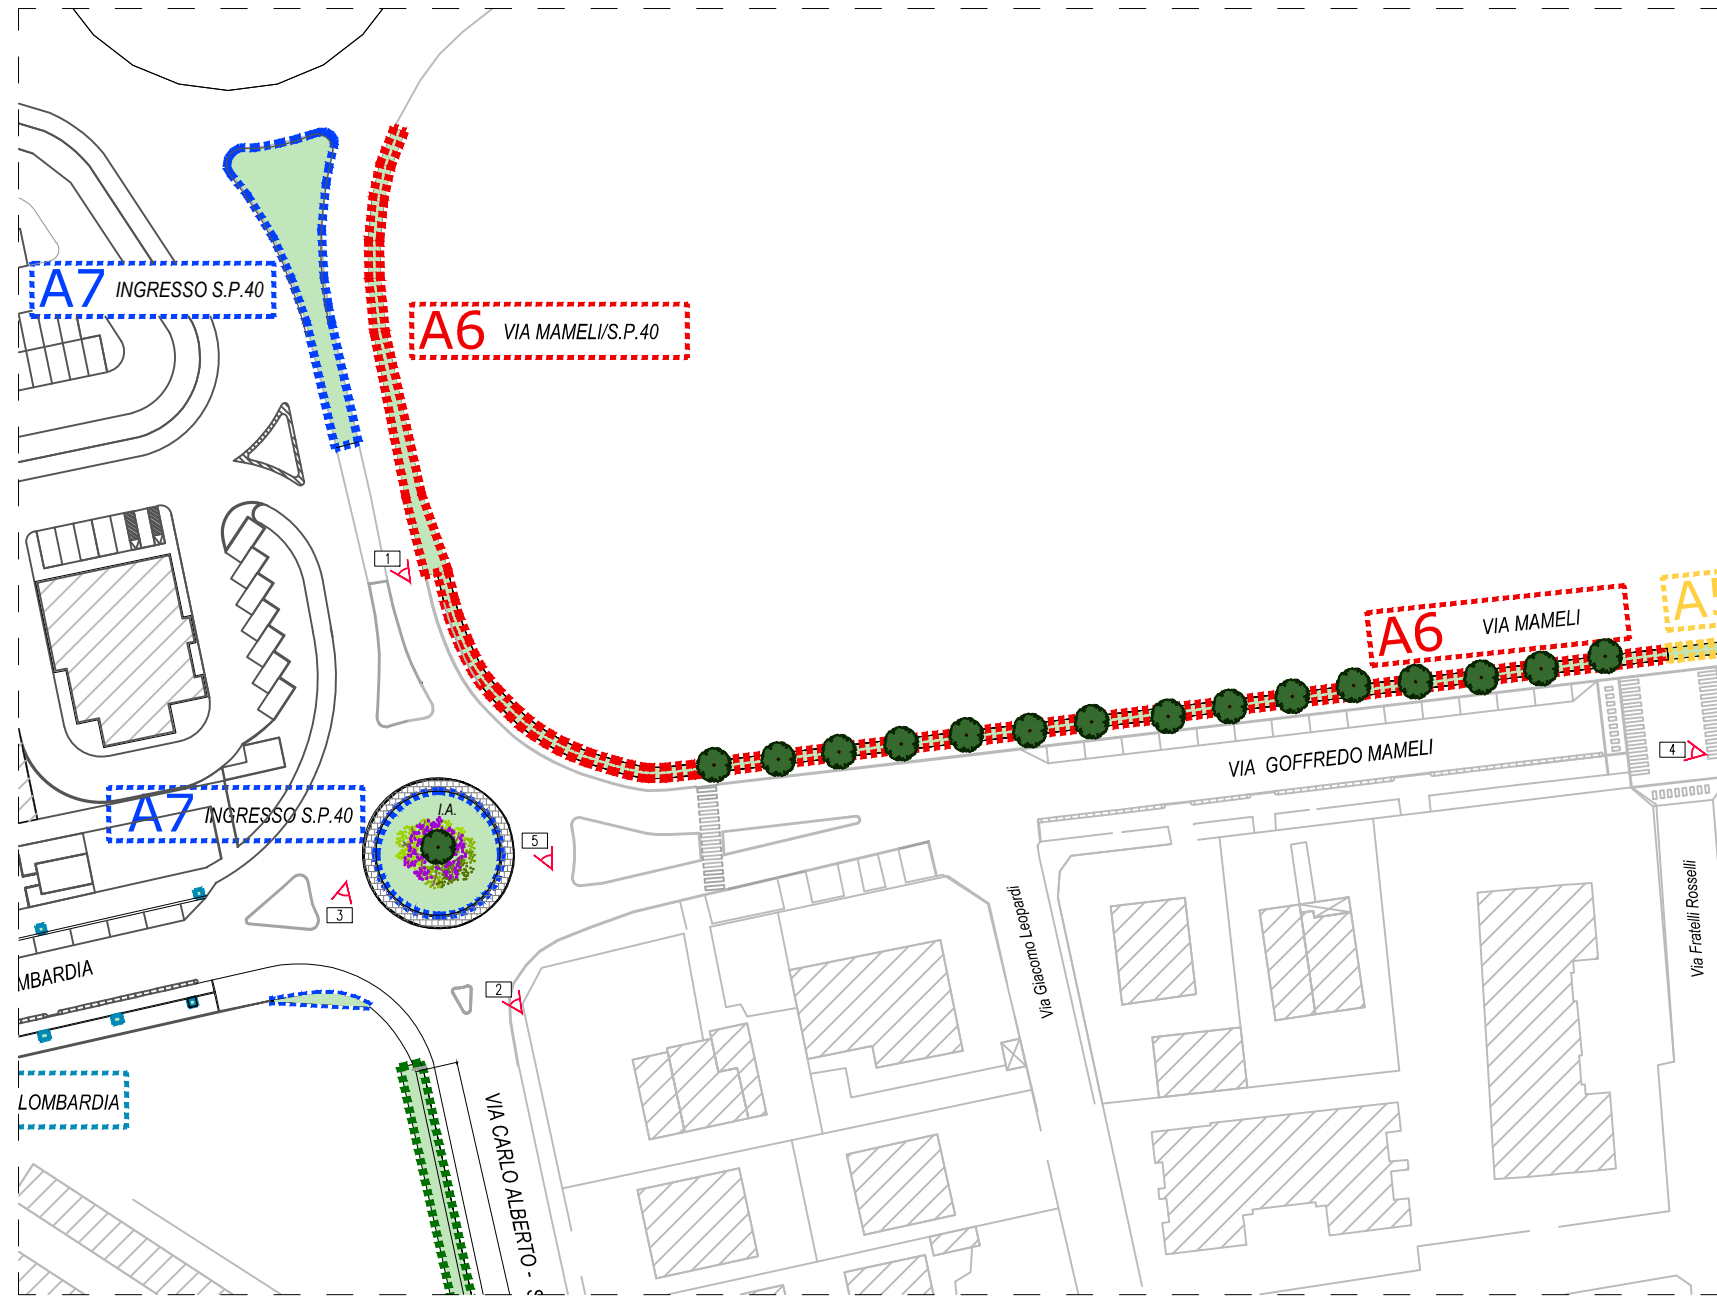 A7 INGRESSO S.P.40
A6 VIA MAMELI/S.P.40
1
A6 VIA MAMELI
A5
4
VIA GOFFREDO MAMELI
A7 INGRESSO S.P.40
I.A.
5
3
2
MBARDIA
Via Giacomo Leopardi
Via Fratelli Rosselli
LOMBARDIA
VIA CARLO ALBERTO - S